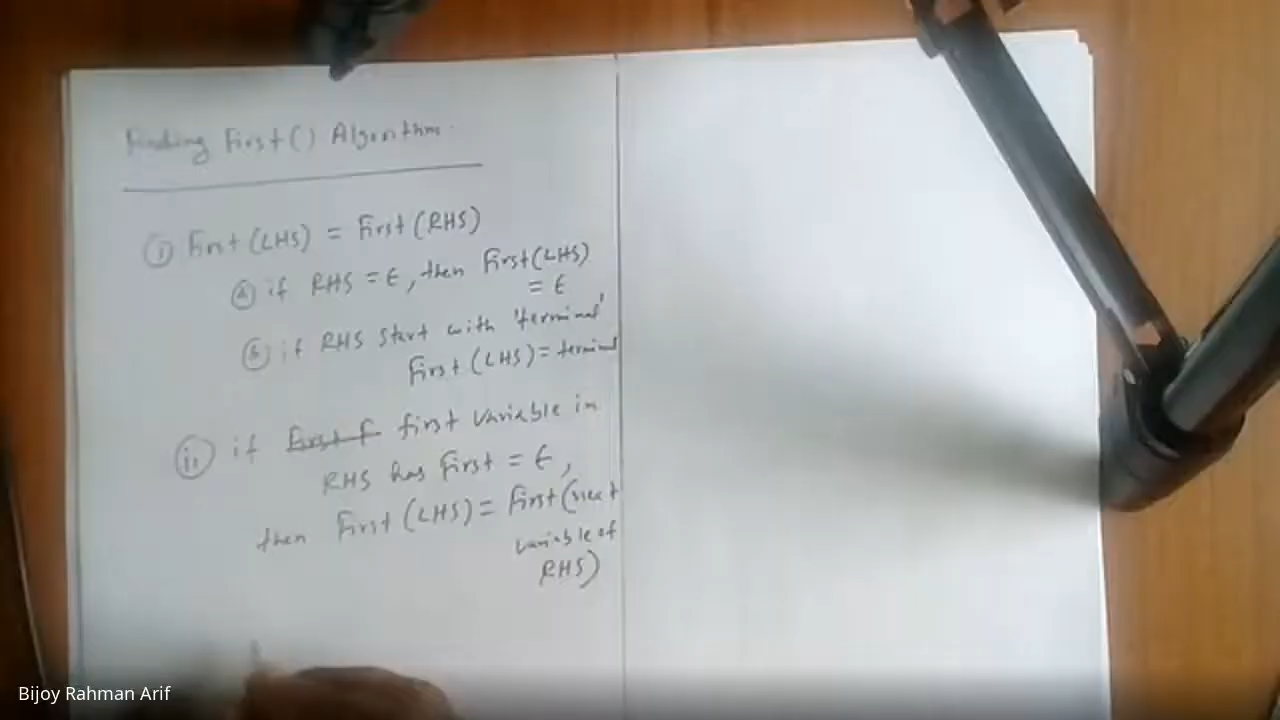 Finding First() Algorithm.
(i) First (LHS) = First (RHS)
(a) if RHS = ε, then First(LHS)
= ε
(b) if RHS start with 'terminal'
First (LHS) = terminal
(ii) if First F first variable in
RHS has First = ε,
then First (LHS) = First (next
variable of
RHS)
Bijoy Rahman Arif